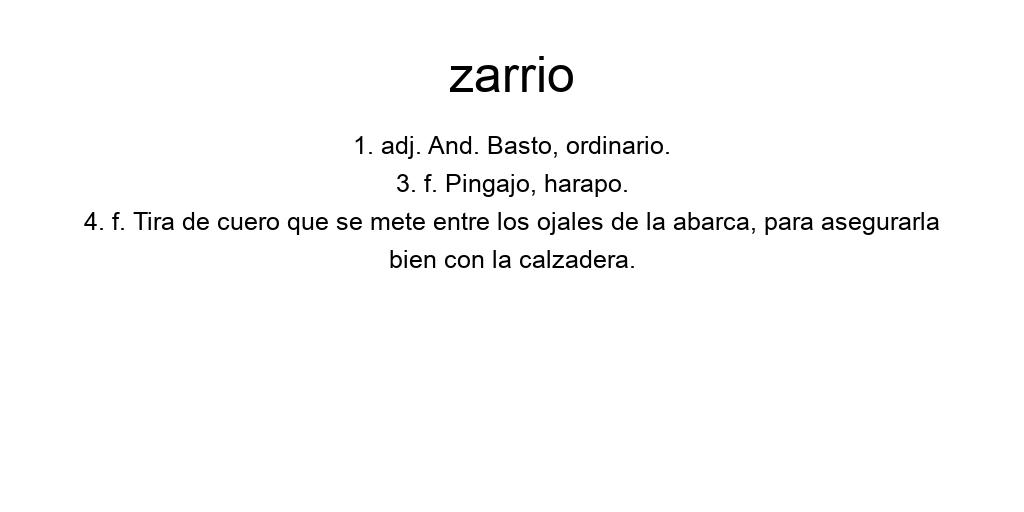 zarrio
1. adj. And. Basto, ordinario.
3. f. Pingajo, harapo.
4. f. Tira de cuero que se mete entre los ojales de la abarca, para asegurarla
bien con la calzadera.